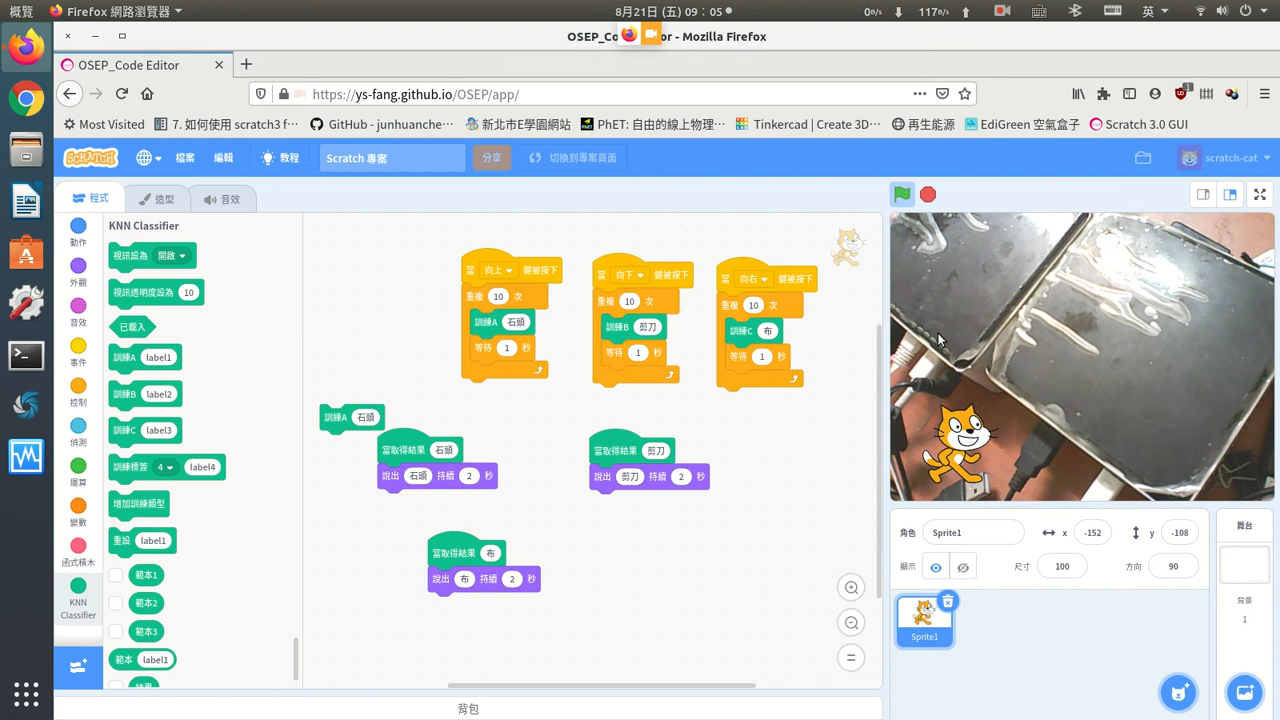 概覽 Firefox 網路瀏覽器 8月21日 (五) 09：05 0B/s 117B/s 英
OSEP_Code Editor - Mozilla Firefox
OSEP_Code Editor
https://ys-fang.github.io/OSEP/app/
Most Visited 7. 如何使用 scratch3 f⋯ GitHub - junhuanche⋯ 新北市E學園網站 PhET: 自由的線上物理⋯ Tinkercad | Create 3D⋯ 再生能源 EdiGreen 空氣盒子 Scratch 3.0 GUI
SCRATCH 檔案 編輯 教程 Scratch 專案 分享 切換到專案頁面 scratch-cat
程式 造型 音效
動作
外觀
音效
事件
控制
偵測
運算
變數
函式積木
KNN Classifier
KNN Classifier
視訊設為 開啟
視訊透明度設為 10
已載入
訓練A label1
訓練B label2
訓練C label3
訓練標籤 4 label4
增加訓練類型
重設 label1
範本1
範本2
範本3
範本 label1
結果
當 向上 鍵被按下
重複 10 次
訓練A 石頭
等待 1 秒
當 向下 鍵被按下
重複 10 次
訓練B 剪刀
等待 1 秒
當 向右 鍵被按下
重複 10 次
訓練C 布
等待 1 秒
訓練A 石頭
當取得結果 石頭
說出 石頭 持續 2 秒
當取得結果 剪刀
說出 剪刀 持續 2 秒
當取得結果 布
說出 布 持續 2 秒
背包
角色 Sprite1 x -152 y -108
顯示 尺寸 100 方向 90
Sprite1
舞台
背景
1